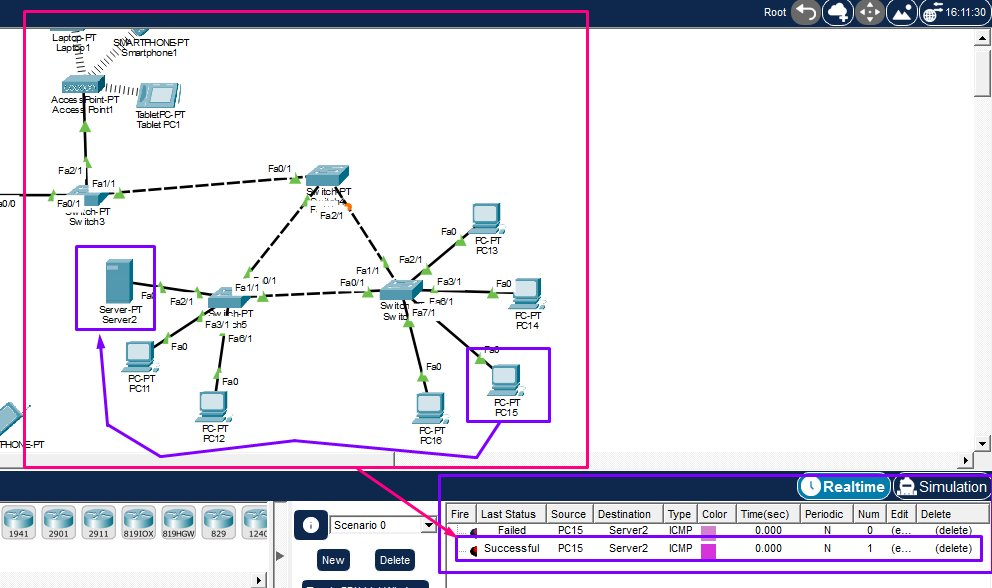 Root 16:11:30
Laptop-PT
Laptop1
SMARTPHONE-PT
Smartphone1
AccessPoint-PT
Access Point1
TabletPC-PT
Tablet PC1
Fa2/1
Fa0/1
Fa1/1
Fa0/1
Switch3
Fa2/1
Fa0
PC-PT
PC13
Fa2/1
Fa1/1
Fa0/1
Fa1/1
Fa0/1
Fa3/1
Fa0
Fa2/1
Fa6/1
Server-PT
Server2
Fa7/1
PC-PT
PC14
Fa3/1
Fa6/1
Fa0
Fa0
PC-PT
PC11
Fa0
Fa0
PC-PT
PC15
PC-PT
PC12
PC-PT
PC16
Realtime Simulation
Fire Last Status Source Destination Type Color Time(sec) Periodic Num Edit Delete
Failed PC15 Server2 ICMP 0.000 N 0 (e... (delete)
Successful PC15 Server2 ICMP 0.000 N 1 (e... (delete)
Scenario 0
New Delete
1941 2901 2911 819IOX 819HGW 829